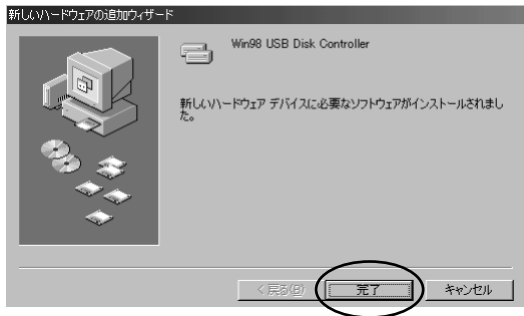 新しいハードウェアの追加ウィザード
Win98 USB Disk Controller
新しいハードウェア デバイスに必要なソフトウェアがインストールされまし
た。
< 戻る(B)
完了
キャンセル